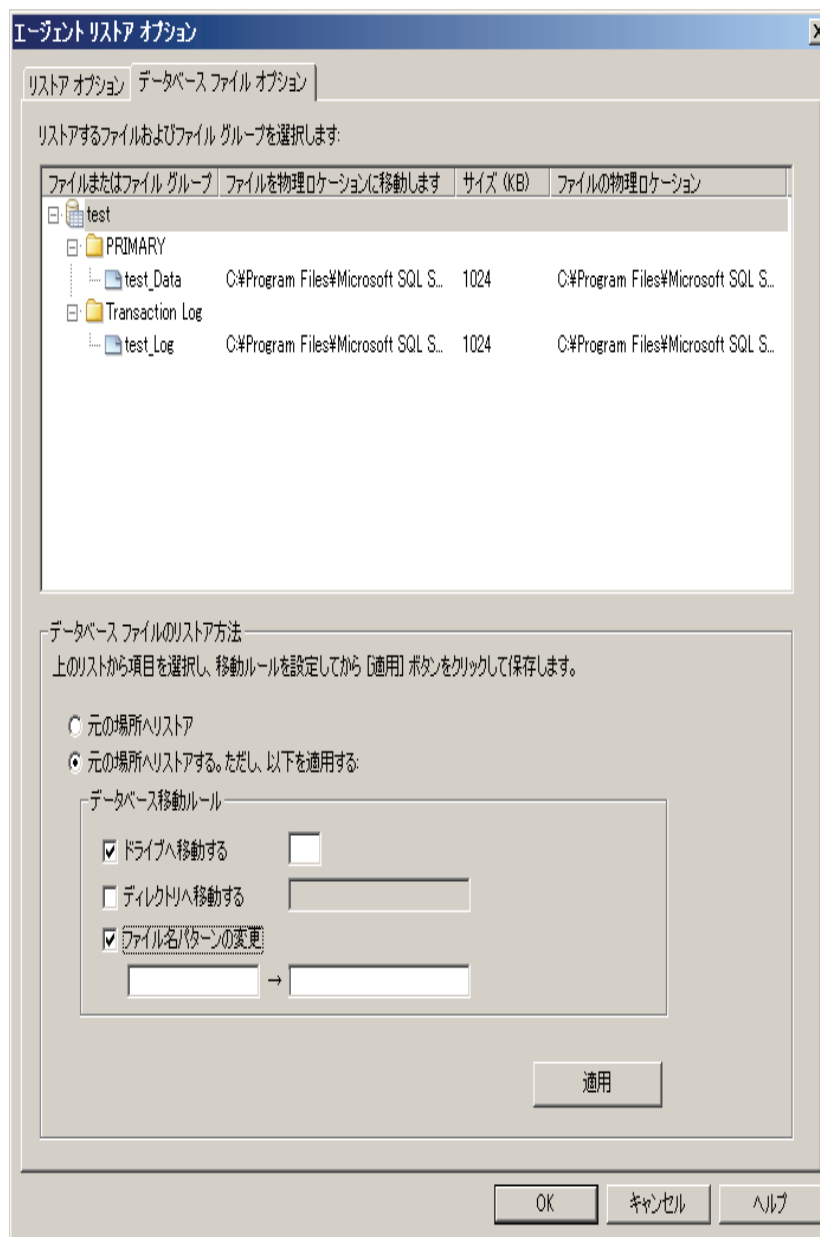 エージェント リストア オプション
リストア オプション データベース ファイル オプション
リストアするファイルおよびファイル グループを選択します:
ファイルまたはファイル グループ ファイルを物理ロケーションに移動します サイズ (KB) ファイルの物理ロケーション
test
PRIMARY
test_Data C:¥Program Files¥Microsoft SQL S... 1024 C:¥Program Files¥Microsoft SQL S...
Transaction Log
test_Log C:¥Program Files¥Microsoft SQL S... 1024 C:¥Program Files¥Microsoft SQL S...
データベース ファイルのリストア方法
上のリストから項目を選択し、移動ルールを設定してから [適用] ボタンをクリックして保存します。
元の場所へリストア
元の場所へリストアする。ただし、以下を適用する:
データベース移動ルール
ドライブへ移動する
ディレクトリへ移動する
ファイル名パターンの変更
→
適用
OK キャンセル ヘルプ